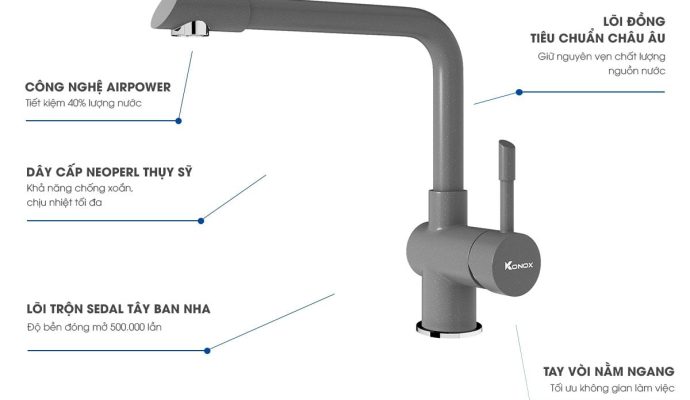 LÕI ĐỒNG
TIÊU CHUẨN CHÂU ÂU
Giữ nguyên vẹn chất lượng
nguồn nước
CÔNG NGHỆ AIRPOWER
Tiết kiệm 40% lượng nước
DÂY CẤP NEOPERL THỤY SỸ
Khả năng chống xoắn,
chịu nhiệt tối đa
KONOX
LÕI TRỘN SEDAL TÂY BAN NHA
Độ bền đóng mở 500.000 lần
TAY VÒI NẰM NGANG
Tối ưu không gian làm việc